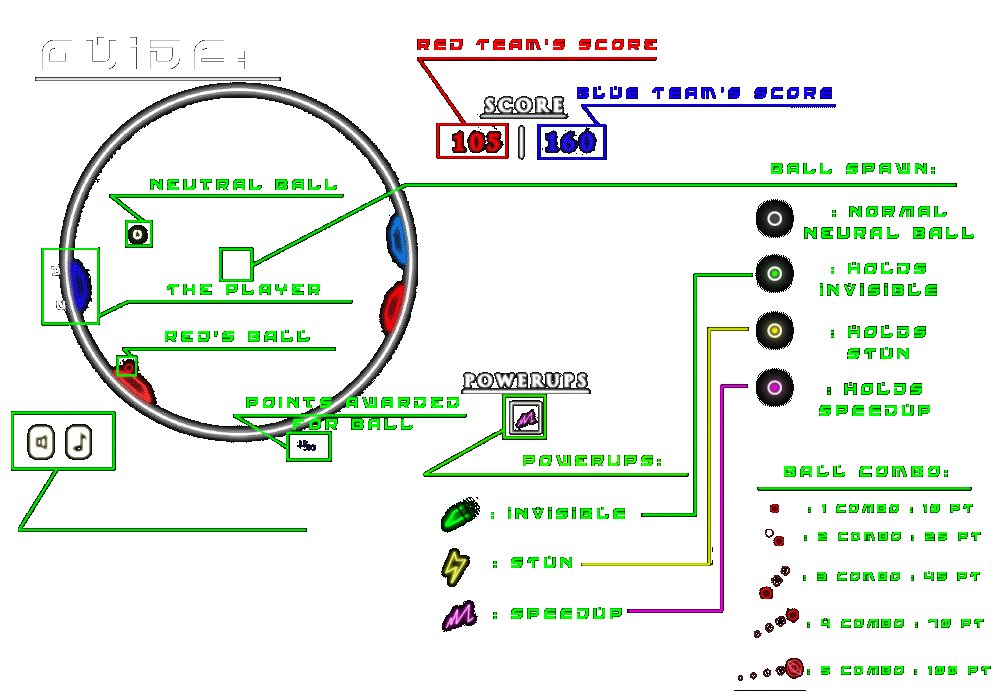 GUIDE:
RED TEAM'S SCORE
BLUE TEAM'S SCORE
SCORE
105 | 160
BALL SPAWN:
NEUTRAL BALL
: NORMAL
NEURAL BALL
: HOLDS
INVISIBLE
THE PLAYER
RED'S BALL
: HOLDS
STUN
: HOLDS
SPEEDUP
POWERUPS
POINTS AWARDED
FOR BALL
POWERUPS:
: INVISIBLE
: STUN
: SPEEDUP
BALL COMBO:
: 1 COMBO : 10 PT
: 2 COMBO : 25 PT
: 3 COMBO : 45 PT
: 4 COMBO : 70 PT
: 5 COMBO : 100 PT